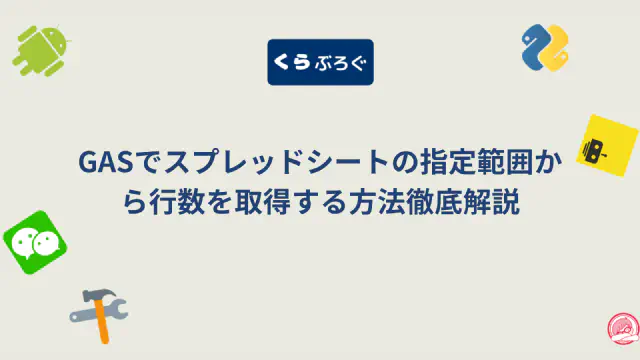 くらぶろぐ
GASでスプレッドシートの指定範囲か
ら行数を取得する方法徹底解説